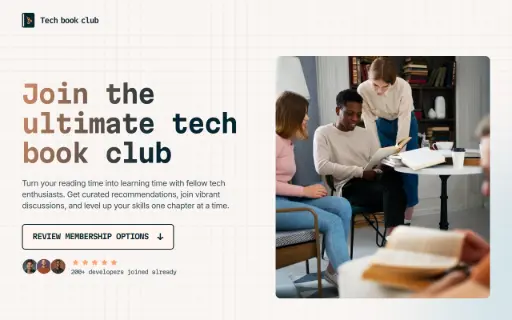 Tech book club
Join the
ultimate tech
book club
Turn your reading time into learning time with fellow tech
enthusiasts. Get curated recommendations, join vibrant
discussions, and level up your skills one chapter at a time.
REVIEW MEMBERSHIP OPTIONS ↓
200+ developers joined already